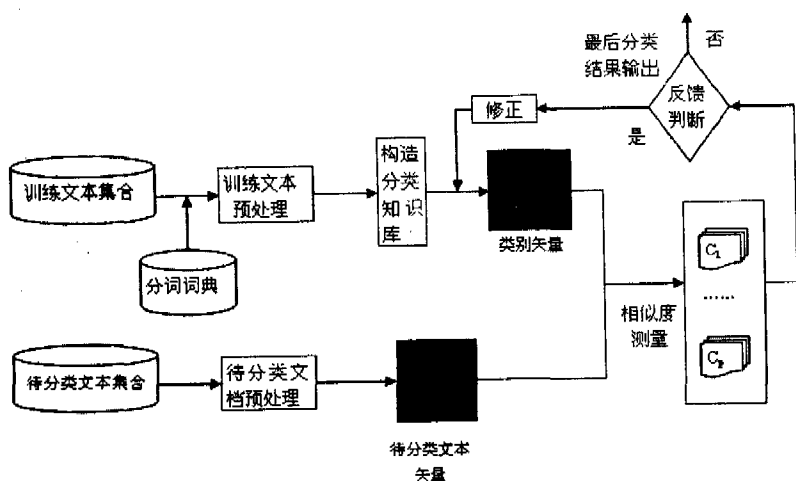 最后分类
结果输出
否
反馈
判断
修正
是
训练文本集合
训练文本
预处理
构造
分类
知识
库
类别矢量
分词词典
C₁
……
Cₚ
相似度
测量
待分类文本集合
待分类文
档预处理
待分类文本
矢量